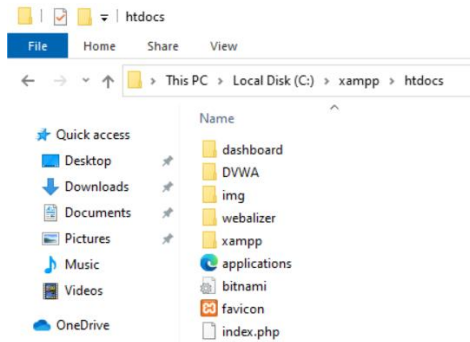 htdocs
File Home Share View
This PC > Local Disk (C:) > xampp > htdocs
Name
Quick access
Desktop
Downloads
Documents
Pictures
Music
Videos
OneDrive
dashboard
DVWA
img
webalizer
xampp
applications
bitnami
favicon
index.php